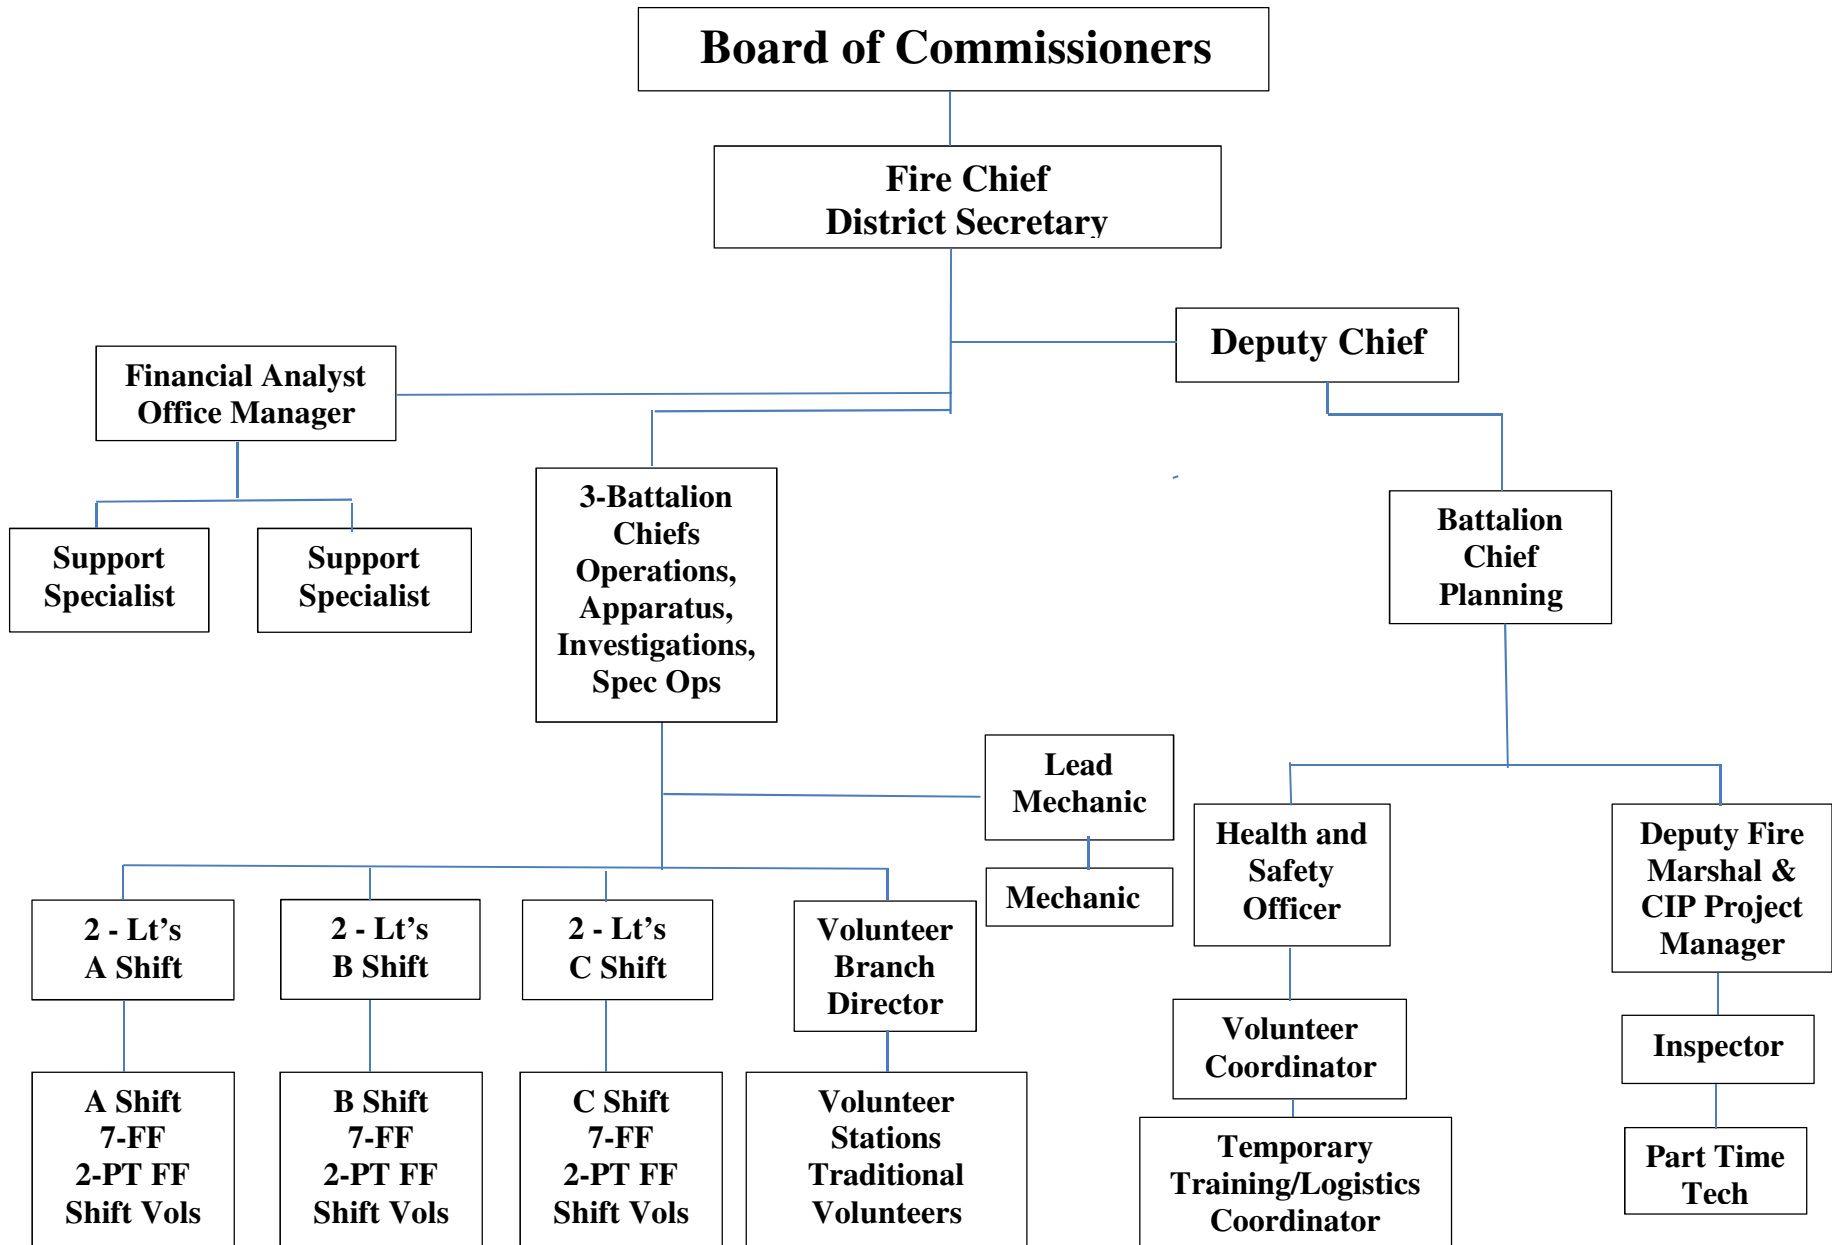 Board of Commissioners
Fire Chief
District Secretary
Deputy Chief
Financial Analyst
Office Manager
Support
Specialist
Support
Specialist
3-Battalion
Chiefs
Operations,
Apparatus,
Investigations,
Spec Ops
Battalion
Chief
Planning
Lead
Mechanic
Mechanic
Health and
Safety
Officer
Deputy Fire
Marshal &
CIP Project
Manager
2 - Lt’s
A Shift
2 - Lt’s
B Shift
2 - Lt’s
C Shift
Volunteer
Branch
Director
Volunteer
Coordinator
Inspector
A Shift
7-FF
2-PT FF
Shift Vols
B Shift
7-FF
2-PT FF
Shift Vols
C Shift
7-FF
2-PT FF
Shift Vols
Volunteer
Stations
Traditional
Volunteers
Temporary
Training/Logistics
Coordinator
Part Time
Tech